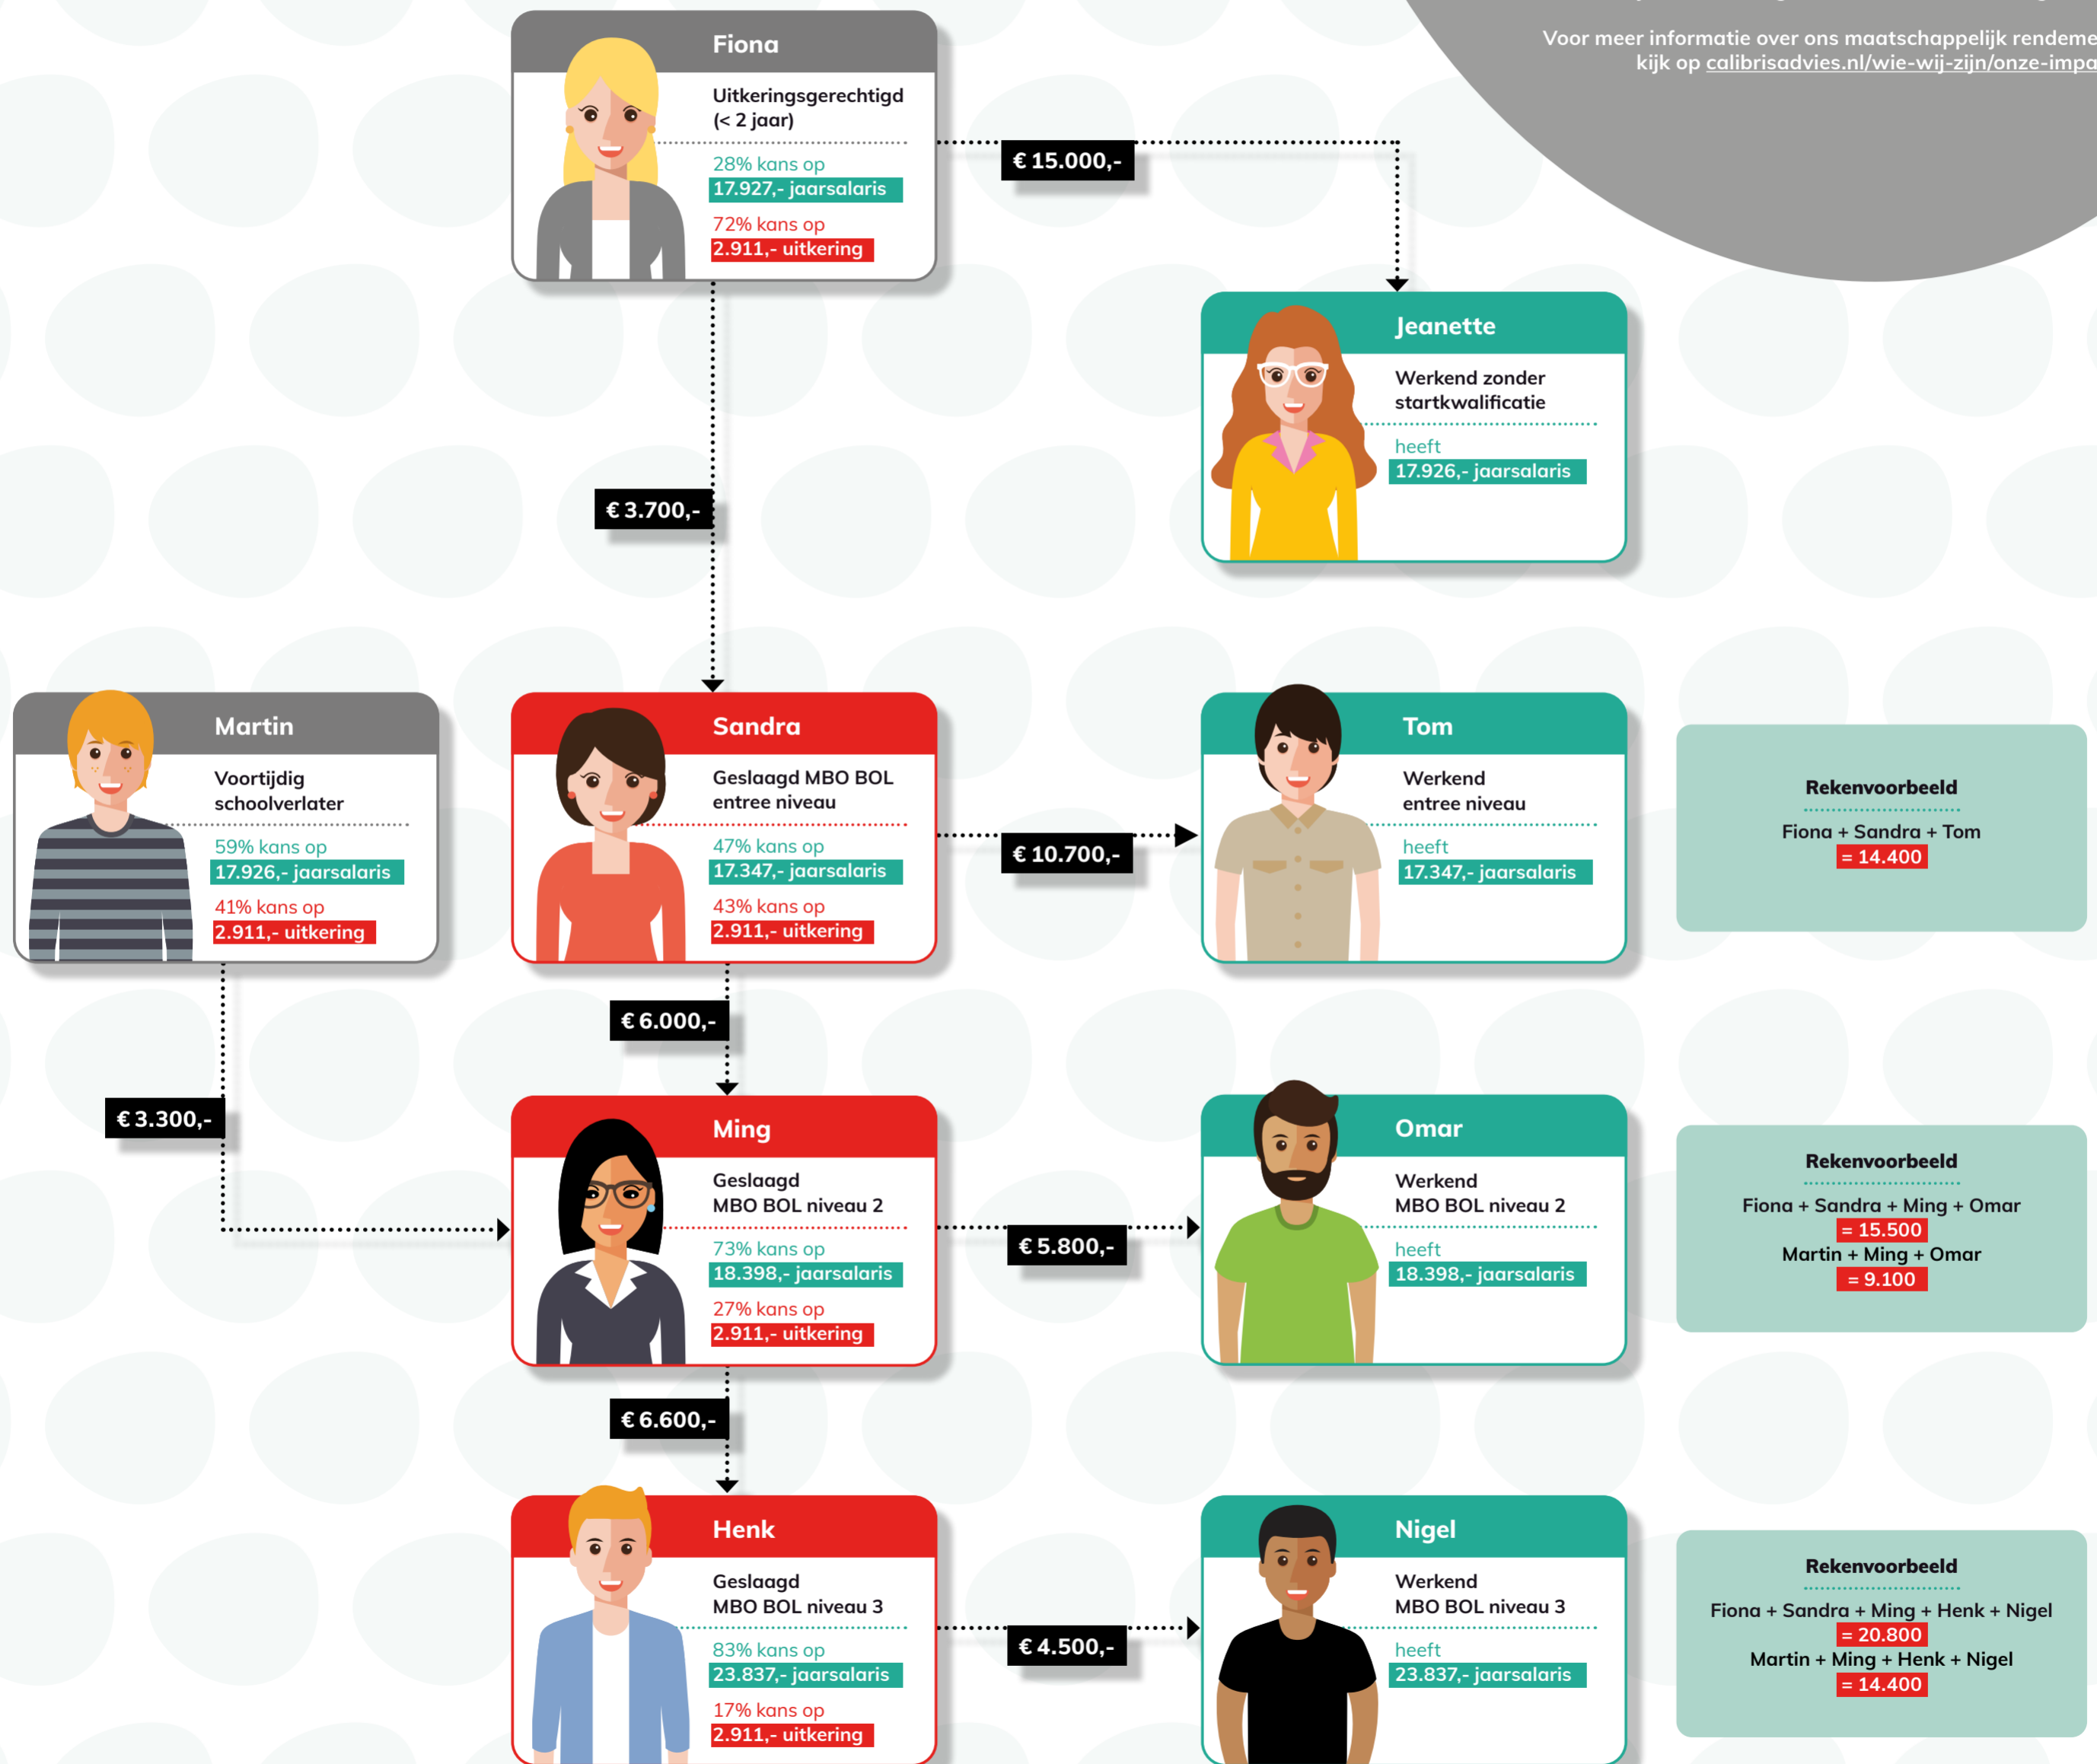 Voor meer informatie over ons maatschappelijk rendeme
kijk op calibrisadvies.nl/wie-wij-zijn/onze-impa
Fiona
Uitkeringsgerechtigd
(< 2 jaar)
28% kans op
17.927,- jaarsalaris
72% kans op
2.911,- uitkering
€ 15.000,-
Jeanette
Werkend zonder
startkwalificatie
heeft
17.926,- jaarsalaris
€ 3.700,-
Martin
Voortijdig
schoolverlater
59% kans op
17.926,- jaarsalaris
41% kans op
2.911,- uitkering
Sandra
Geslaagd MBO BOL
entree niveau
47% kans op
17.347,- jaarsalaris
43% kans op
2.911,- uitkering
€ 10.700,-
Tom
Werkend
entree niveau
heeft
17.347,- jaarsalaris
Rekenvoorbeeld
Fiona + Sandra + Tom
= 14.400
€ 6.000,-
€ 3.300,-
Ming
Geslaagd
MBO BOL niveau 2
73% kans op
18.398,- jaarsalaris
27% kans op
2.911,- uitkering
€ 5.800,-
Omar
Werkend
MBO BOL niveau 2
heeft
18.398,- jaarsalaris
Rekenvoorbeeld
Fiona + Sandra + Ming + Omar
= 15.500
Martin + Ming + Omar
= 9.100
€ 6.600,-
Henk
Geslaagd
MBO BOL niveau 3
83% kans op
23.837,- jaarsalaris
17% kans op
2.911,- uitkering
€ 4.500,-
Nigel
Werkend
MBO BOL niveau 3
heeft
23.837,- jaarsalaris
Rekenvoorbeeld
Fiona + Sandra + Ming + Henk + Nigel
= 20.800
Martin + Ming + Henk + Nigel
= 14.400